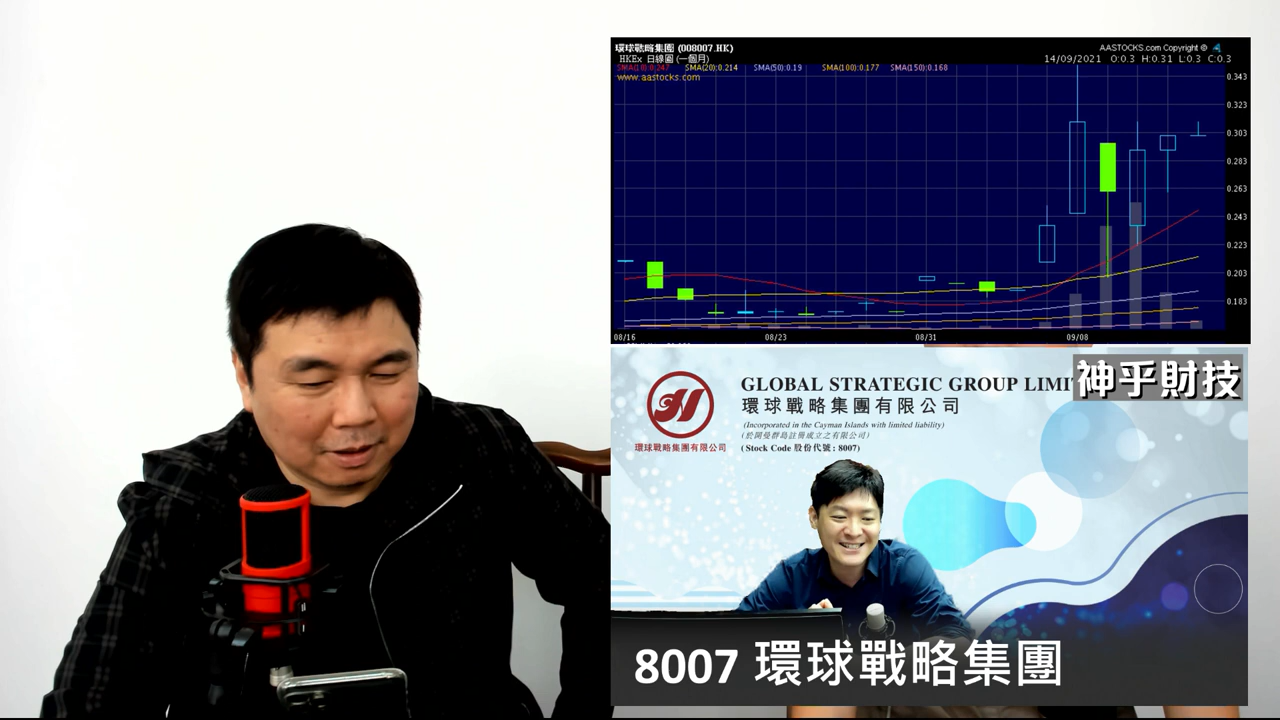 環球戰略集團 (008007.HK)
HKEx 日線圖 (一個月)
AASTOCKS.com Copyright ©
14/09/2021 O:0.3 H:0.31 L:0.3 C:0.3
SMA(10):0.247 SMA(20):0.214 SMA(50):0.19 SMA(100):0.177 SMA(150):0.168
www.aastocks.com
0.343
0.323
0.303
0.283
0.263
0.243
0.223
0.203
0.183
08/16 08/23 08/31 09/08
神乎財技
GLOBAL STRATEGIC GROUP LIMI
環球戰略集團有限公司
(Incorporated in the Cayman Islands with limited liability)
(於開曼群島註冊成立之有限公司)
(Stock Code 股份代號 : 8007)
環球戰略集團有限公司
8007 環球戰略集團